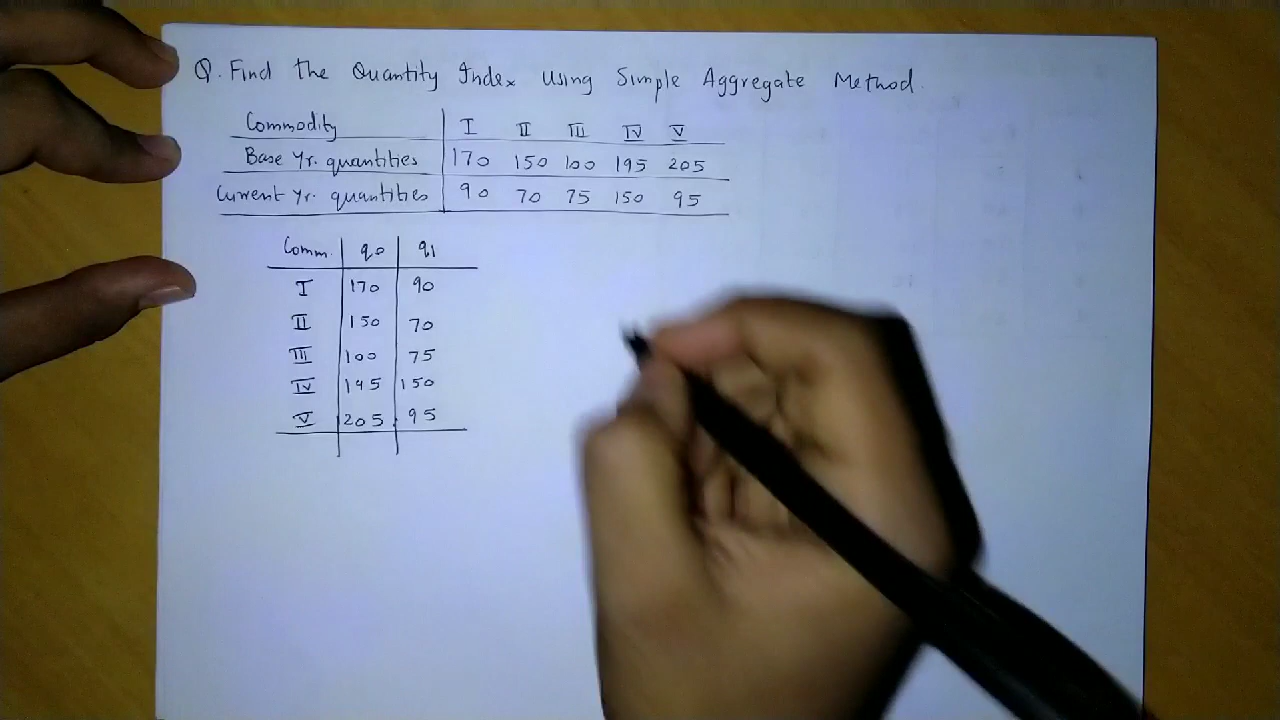 Q. Find the Quantity Index using Simple Aggregate Method.
Commodity I II III IV V
Base Yr. quantities 170 150 100 195 205
Current Yr. quantities 90 70 75 150 95
Comm. q0 q1
I 170 90
II 150 70
III 100 75
IV 195 150
V 205 95